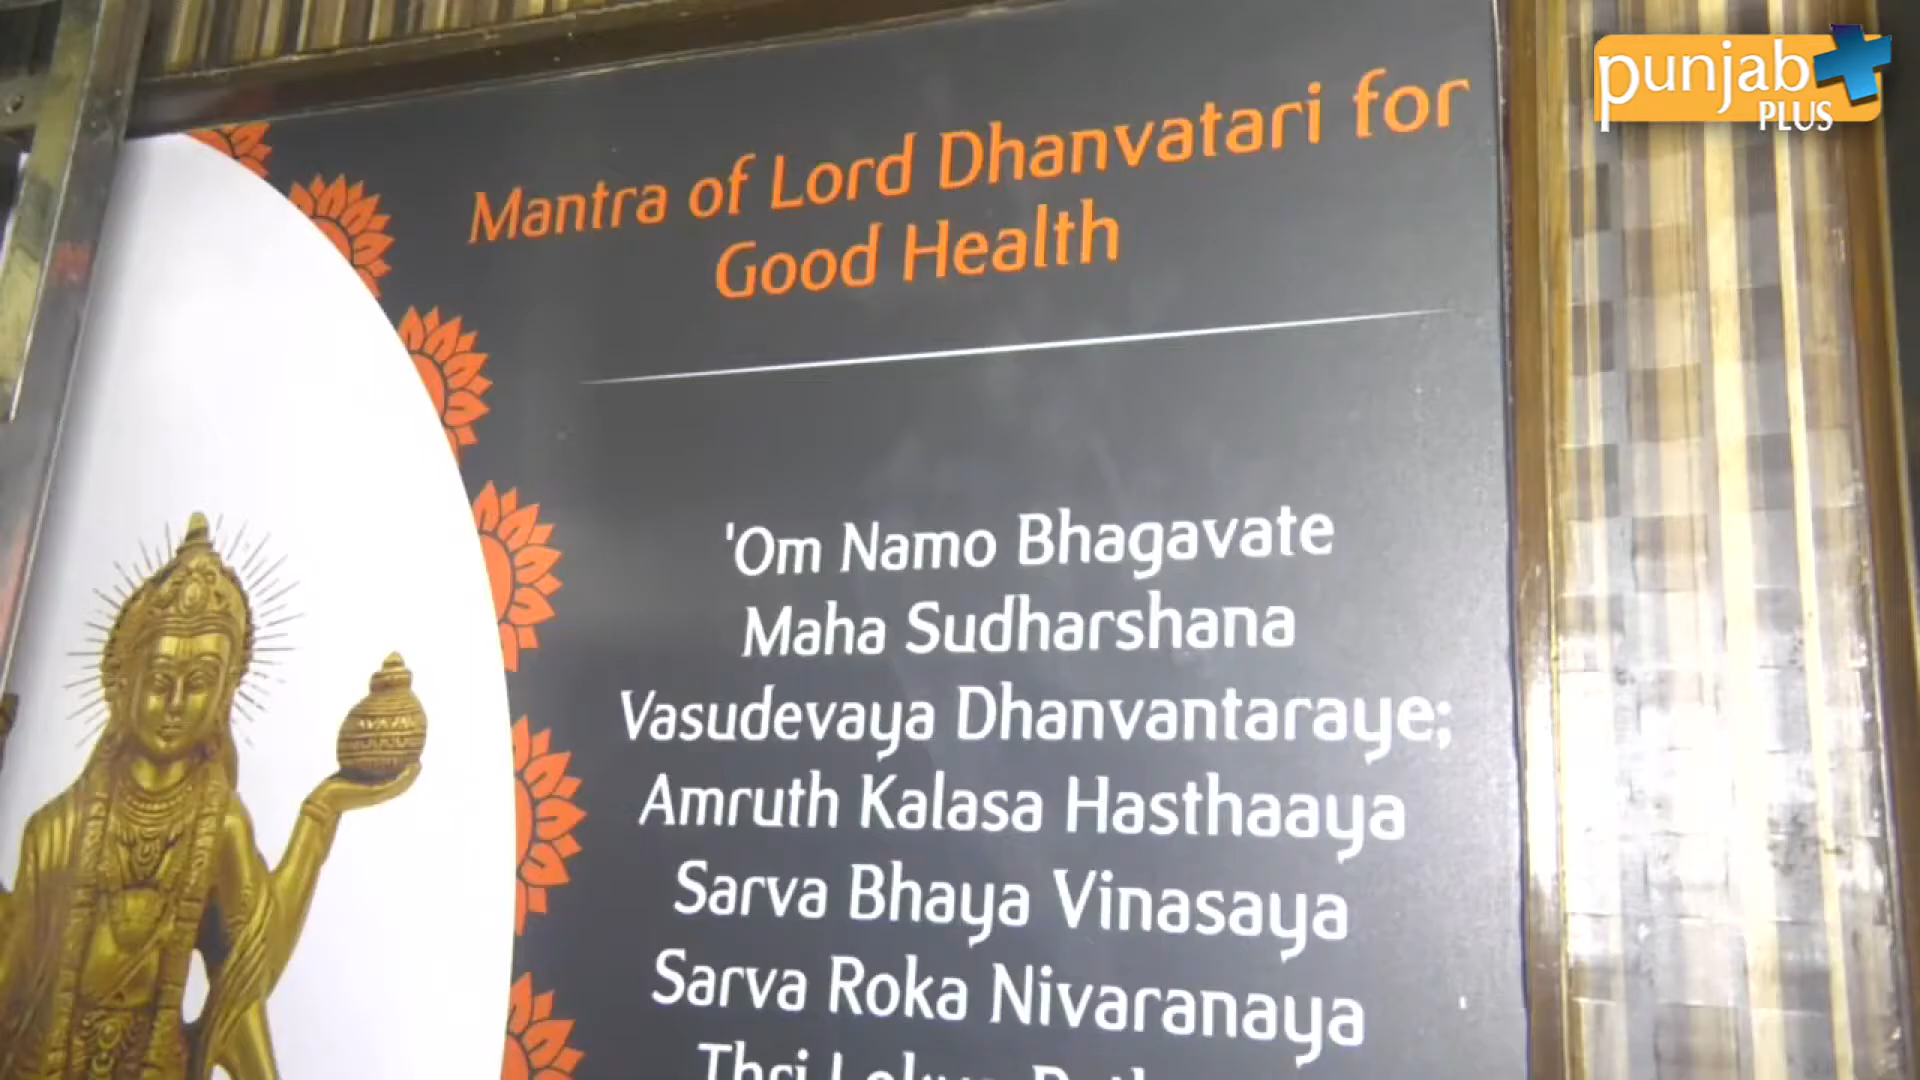 punjab
PLUS
Mantra of Lord Dhanvatari for
Good Health
'Om Namo Bhagavate
Maha Sudharshana
Vasudevaya Dhanvantaraye;
Amruth Kalasa Hasthaaya
Sarva Bhaya Vinasaya
Sarva Roka Nivaranaya
Thri